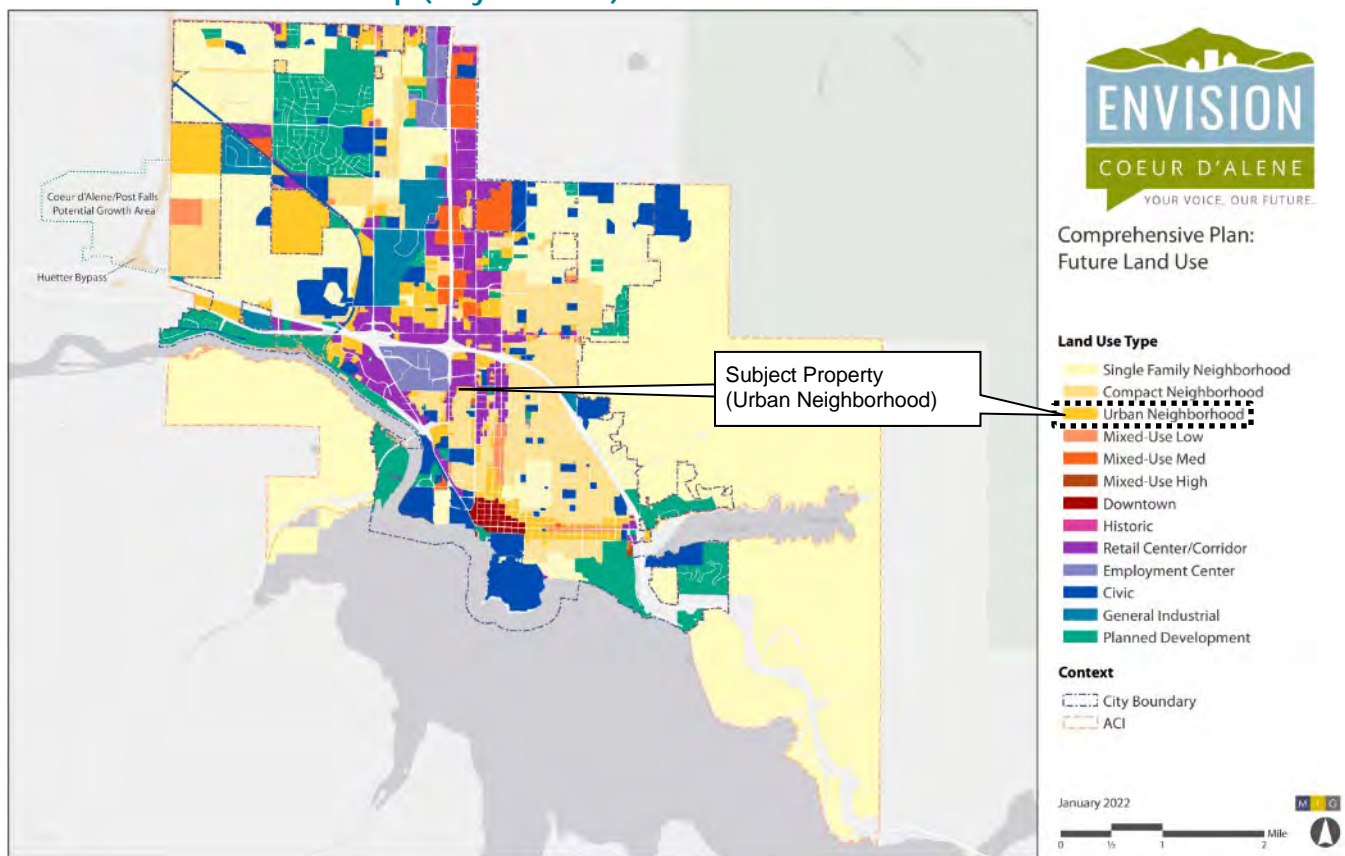 ENVISION
COEUR D'ALENE
YOUR VOICE, OUR FUTURE.
Comprehensive Plan:
Future Land Use
Coeur d'Alene/Post Falls
Potential Growth Area
Huetter Bypass
Subject Property
(Urban Neighborhood)
Land Use Type
Single Family Neighborhood
Compact Neighborhood
Urban Neighborhood
Mixed-Use Low
Mixed-Use Med
Mixed-Use High
Downtown
Historic
Retail Center/Corridor
Employment Center
Civic
General Industrial
Planned Development
Context
City Boundary
ACI
January 2022
M I G
0 ½ 1 2 Mile